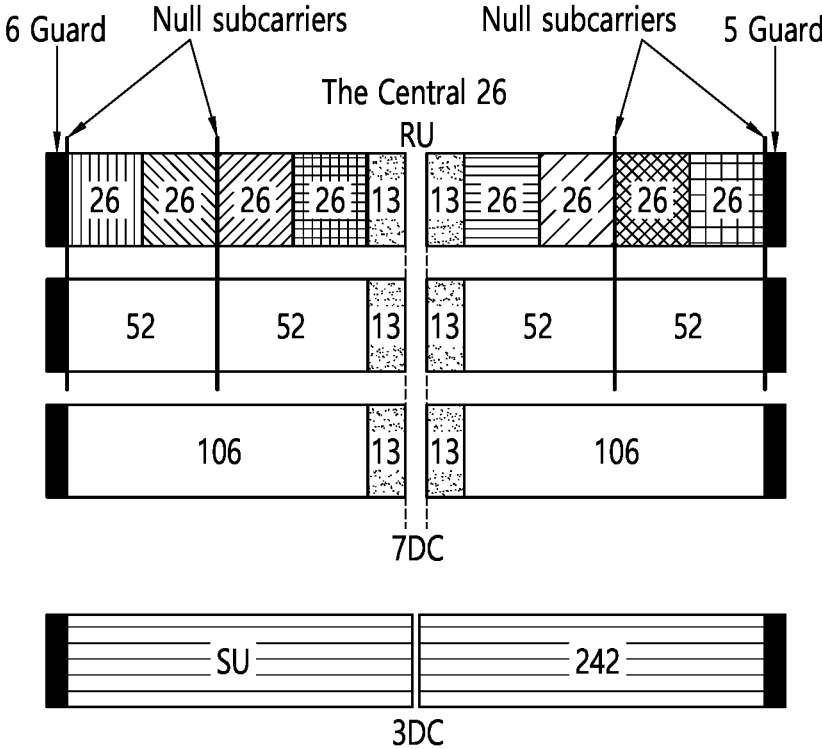 6 Guard
Null subcarriers
Null subcarriers
5 Guard
The Central 26
RU
26 26 26 26 13 13 26 26 26 26
52 52 13 13 52 52
106 13 13 106
7DC
SU 242
3DC